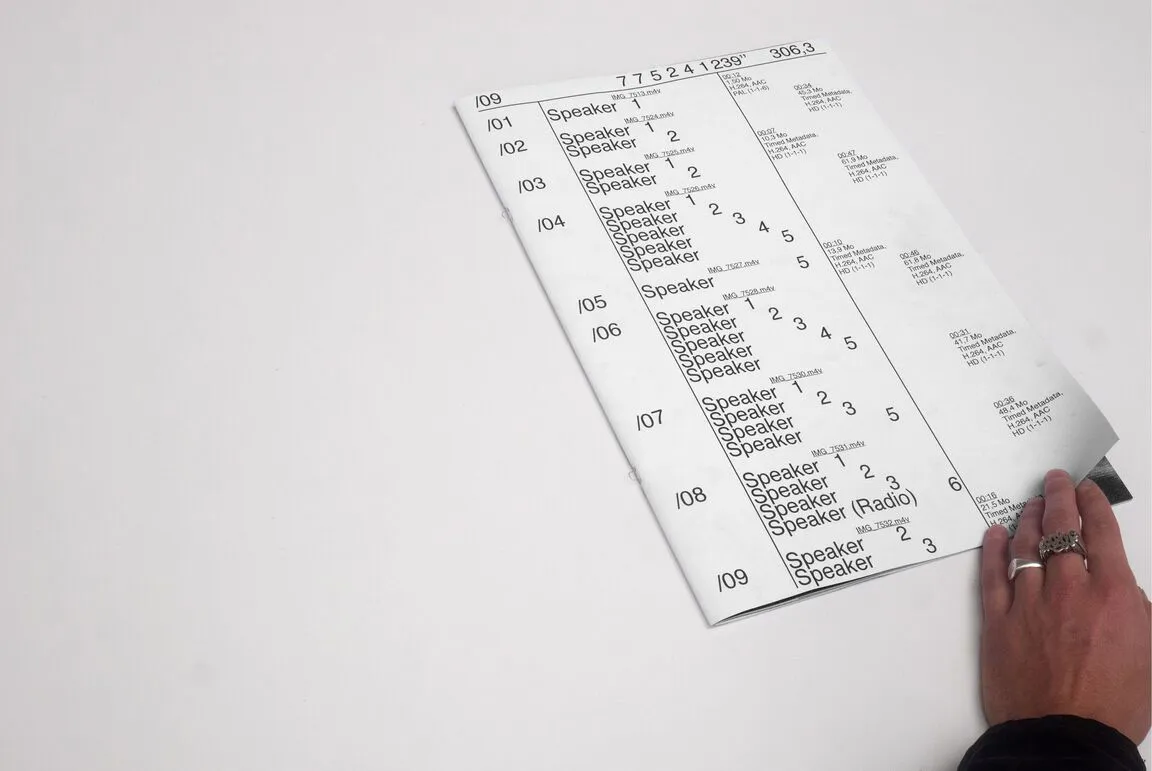 /09 7 7 5 2 4 1 239" 306,3
/01 IMG_7513.m4v
Speaker 1
00:12
1,50 Mo
H.264, AAC
PAL (1-1-6)
/02 IMG_7524.m4v
Speaker 1
Speaker 2
00:34
45,3 Mo
Timed Metadata,
H.264, AAC
HD (1-1-1)
/03 IMG_7525.m4v
Speaker 1
Speaker 2
00:07
10,3 Mo
Timed Metadata,
H.264, AAC
HD (1-1-1)
/04 IMG_7526.m4v
Speaker 1
Speaker 2
Speaker 3
Speaker 4
Speaker 5
00:47
61,9 Mo
Timed Metadata,
H.264, AAC
HD (1-1-1)
/05 IMG_7527.m4v
Speaker 5
00:10
13,9 Mo
Timed Metadata,
H.264, AAC
HD (1-1-1)
/06 IMG_7528.m4v
Speaker 1
Speaker 2
Speaker 3
Speaker 4
Speaker 5
00:46
61,8 Mo
Timed Metadata,
H.264, AAC
HD (1-1-1)
/07 IMG_7530.m4v
Speaker 1
Speaker 2
Speaker 3
Speaker 5
00:31
41,7 Mo
Timed Metadata,
H.264, AAC
HD (1-1-1)
/08 IMG_7531.m4v
Speaker 1
Speaker 2
Speaker 3
Speaker (Radio) 6
00:36
48,4 Mo
Timed Metadata,
H.264, AAC
HD (1-1-1)
/09 IMG_7532.m4v
Speaker 2
Speaker 3
00:16
21,5 Mo
Timed
H.264,